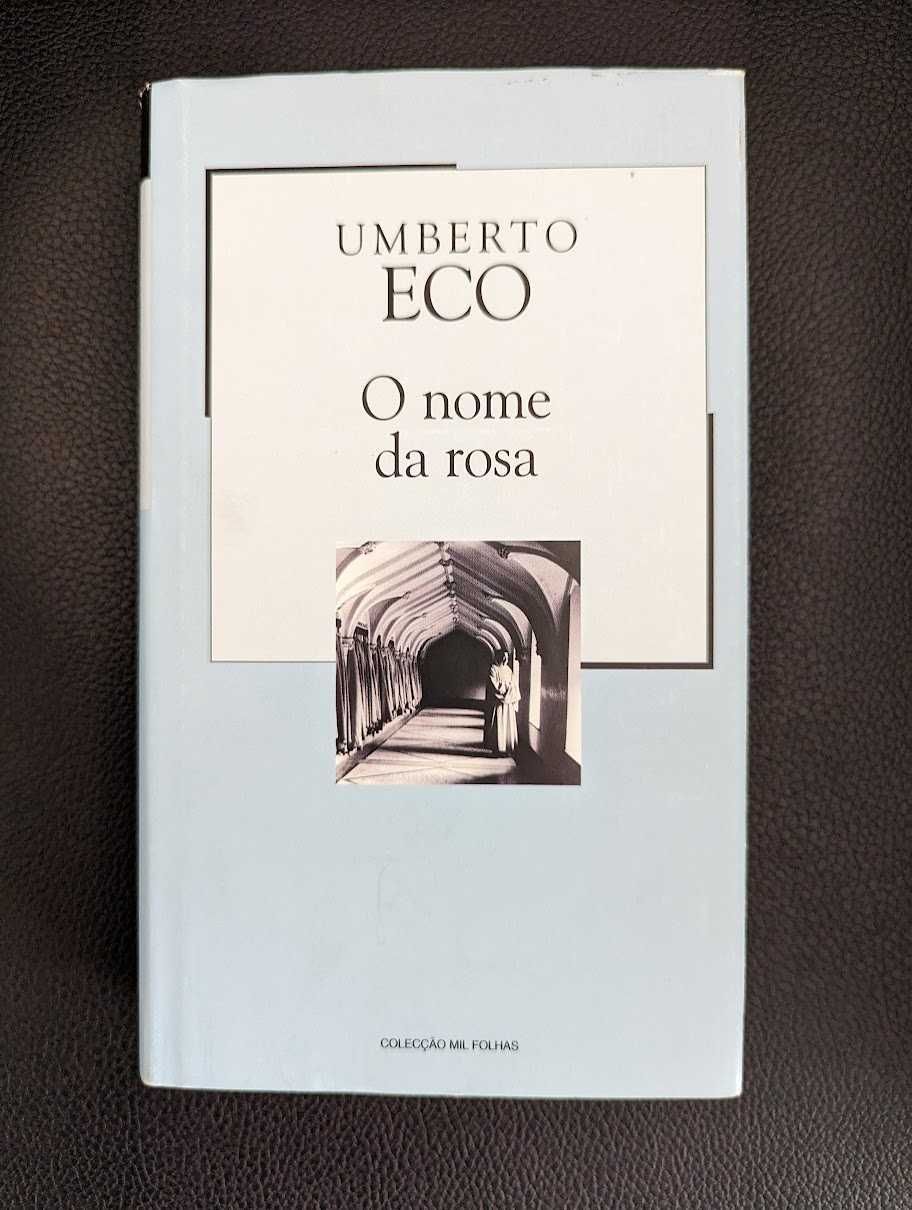 UMBERTO
ECO
O nome
da rosa
COLECÇÃO MIL FOLHAS